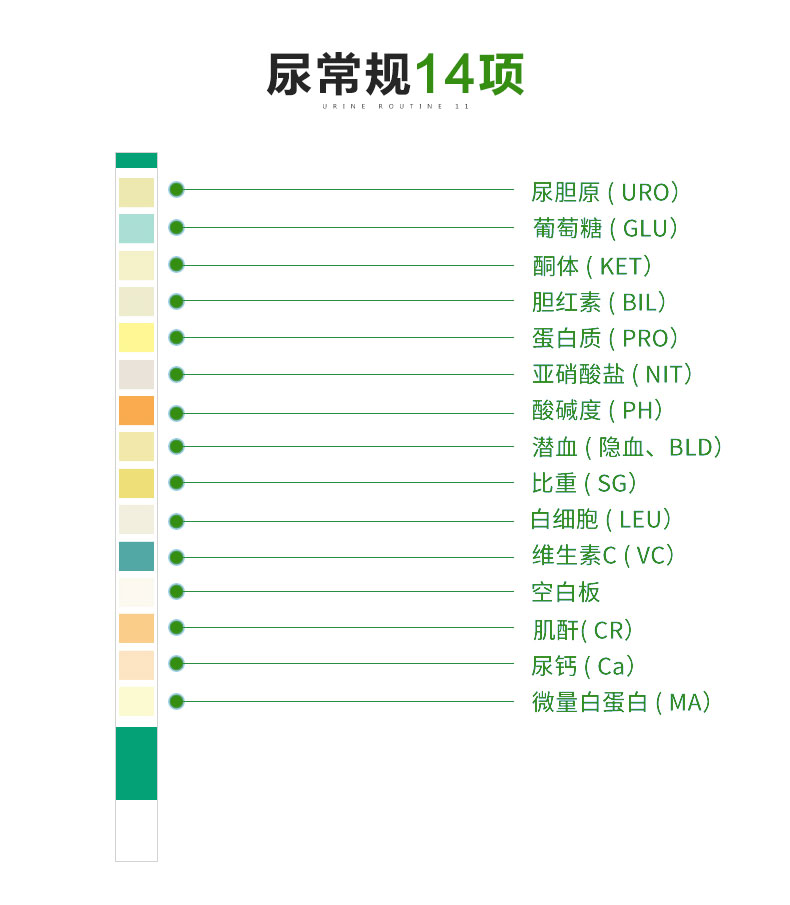 尿常规14项
URINE ROUTINE 11
尿胆原 ( URO）
葡萄糖 ( GLU）
酮体 ( KET）
胆红素 ( BIL）
蛋白质 ( PRO）
亚硝酸盐 ( NIT）
酸碱度 ( PH）
潜血 ( 隐血、BLD）
比重 ( SG）
白细胞 ( LEU）
维生素C ( VC）
空白板
肌酐( CR）
尿钙 ( Ca）
微量白蛋白 ( MA）